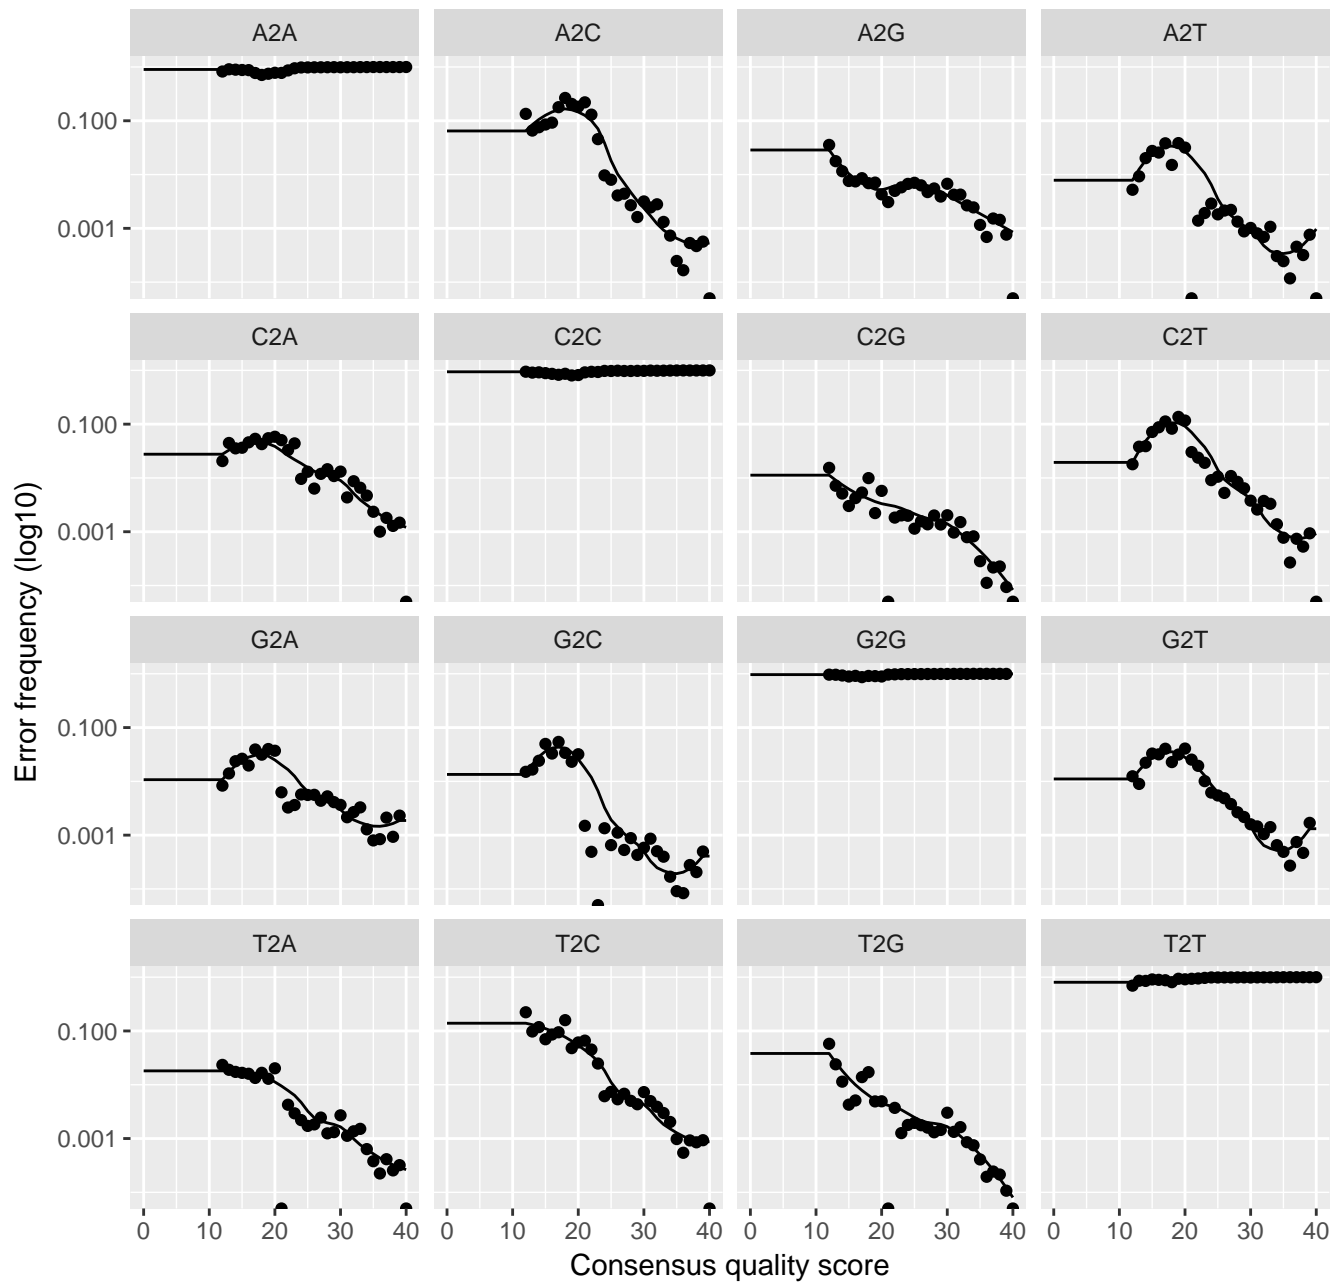 A2A A2C A2G A2T
0.100
0.001
C2A C2C C2G C2T
0.100
0.001
G2A G2C G2G G2T
0.100
0.001
T2A T2C T2G T2T
0.100
0.001
0 10 20 30 40 0 10 20 30 40 0 10 20 30 40 0 10 20 30 40
Consensus quality score
Error frequency (log10)